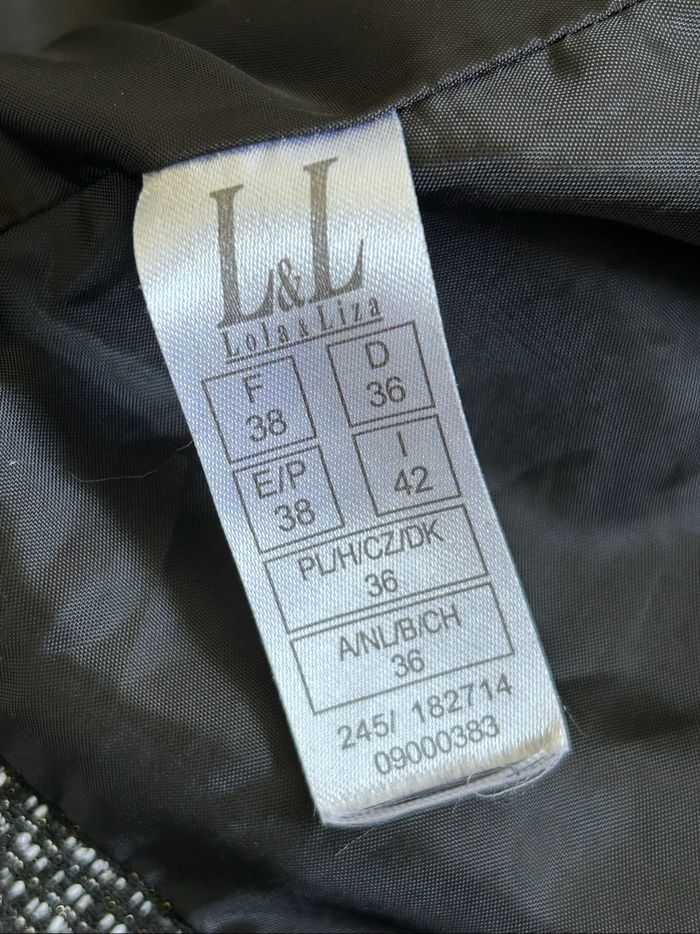 L&L
Lola & Liza
F D
38 36
E/P I
38 42
PL/H/CZ/DK
36
A/NL/B/CH
36
245/ 182714
09000383